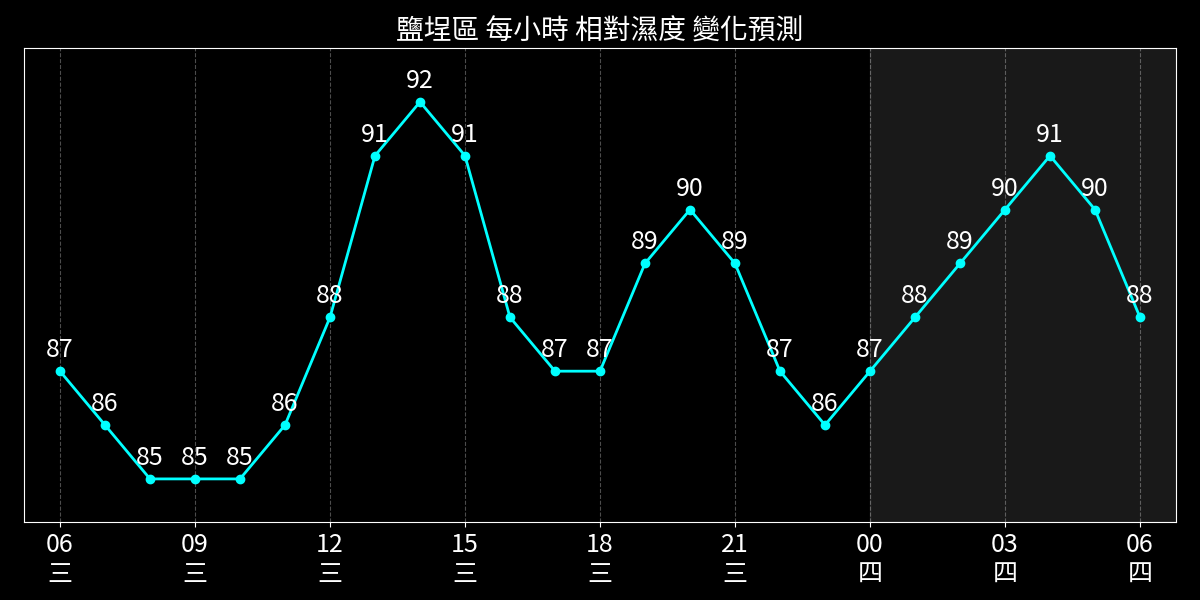 鹽埕區 每小時 相對濕度 變化預測
87 86 85 85 85 86 88 91 92 91 88 87 87 89 90 89 87 86 87 88 89 90 91 90 88
06 09 12 15 18 21 00 03 06
三 三 三 三 三 三 四 四 四